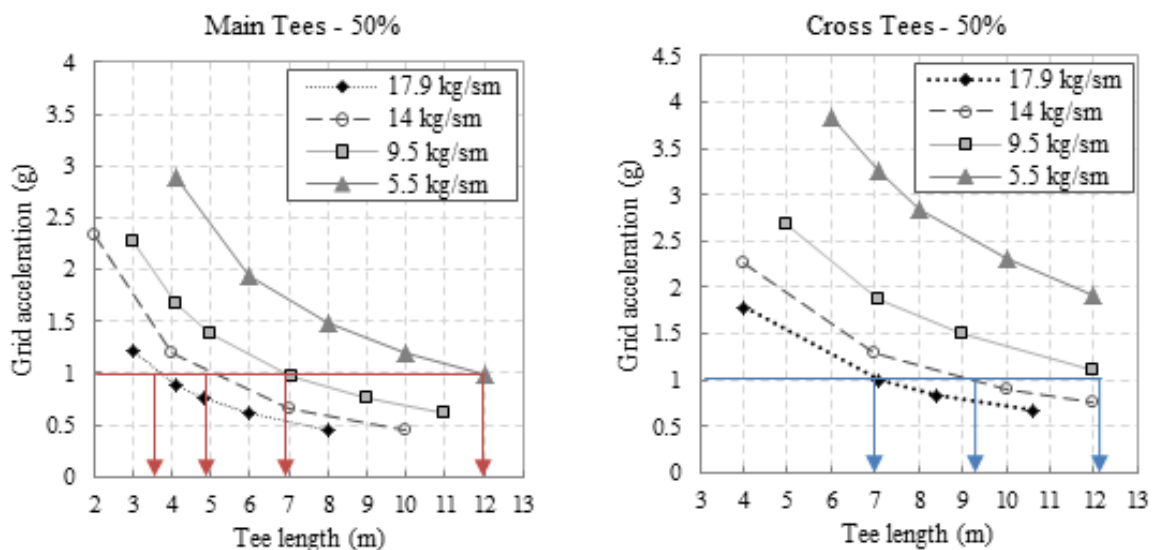 Main Tees - 50%
4
3.5
3
2.5
2
1.5
1
0.5
0
Grid acceleration (g)
17.9 kg/sm
14 kg/sm
9.5 kg/sm
5.5 kg/sm
2 3 4 5 6 7 8 9 10 11 12 13
Tee length (m)
Cross Tees - 50%
4.5
4
3.5
3
2.5
2
1.5
1
0.5
0
Grid acceleration (g)
17.9 kg/sm
14 kg/sm
9.5 kg/sm
5.5 kg/sm
3 4 5 6 7 8 9 10 11 12 13
Tee length (m)